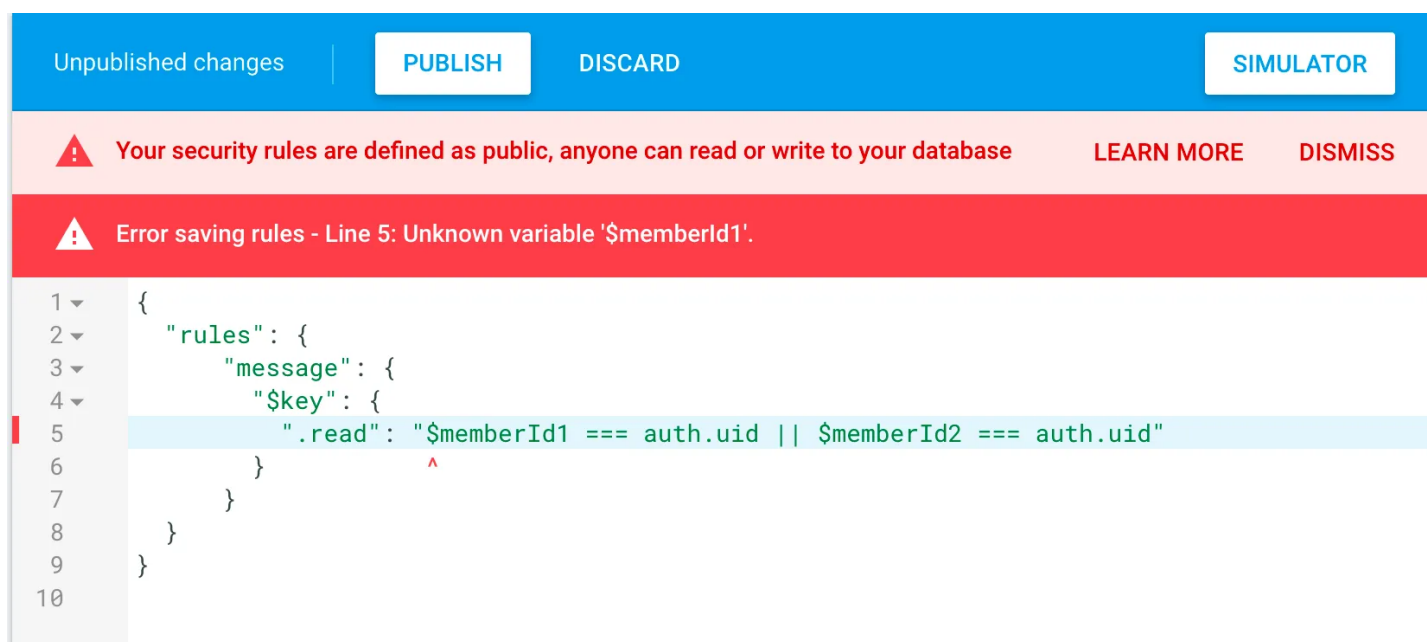 Unpublished changes PUBLISH DISCARD SIMULATOR
Your security rules are defined as public, anyone can read or write to your database LEARN MORE DISMISS
Error saving rules - Line 5: Unknown variable '$memberId1'.
1 {
2 "rules": {
3 "message": {
4 "$key": {
5 ".read": "$memberId1 === auth.uid || $memberId2 === auth.uid"
6 }
^
7 }
8 }
9 }
10